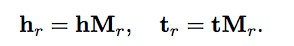 h_r = hM_r, t_r = tM_r.